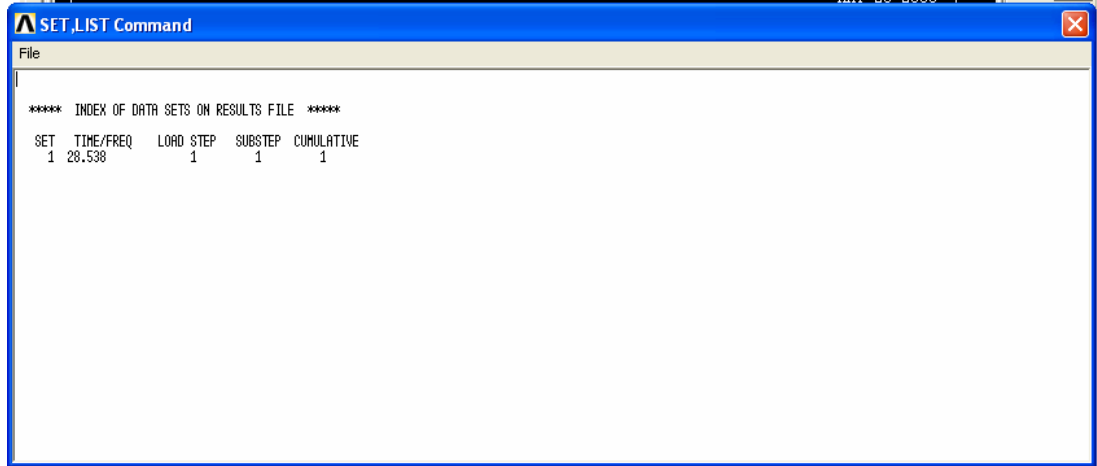 SET,LIST Command
File
***** INDEX OF DATA SETS ON RESULTS FILE *****
SET TIME/FREQ LOAD STEP SUBSTEP CUMULATIVE
1 28.538 1 1 1